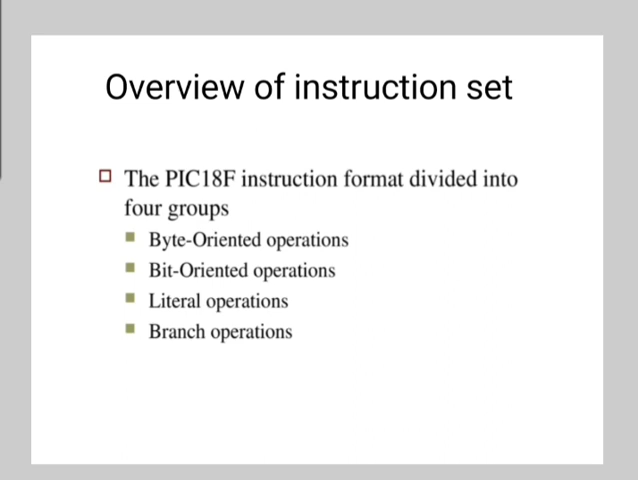 Overview of instruction set
The PIC18F instruction format divided into
four groups
Byte-Oriented operations
Bit-Oriented operations
Literal operations
Branch operations